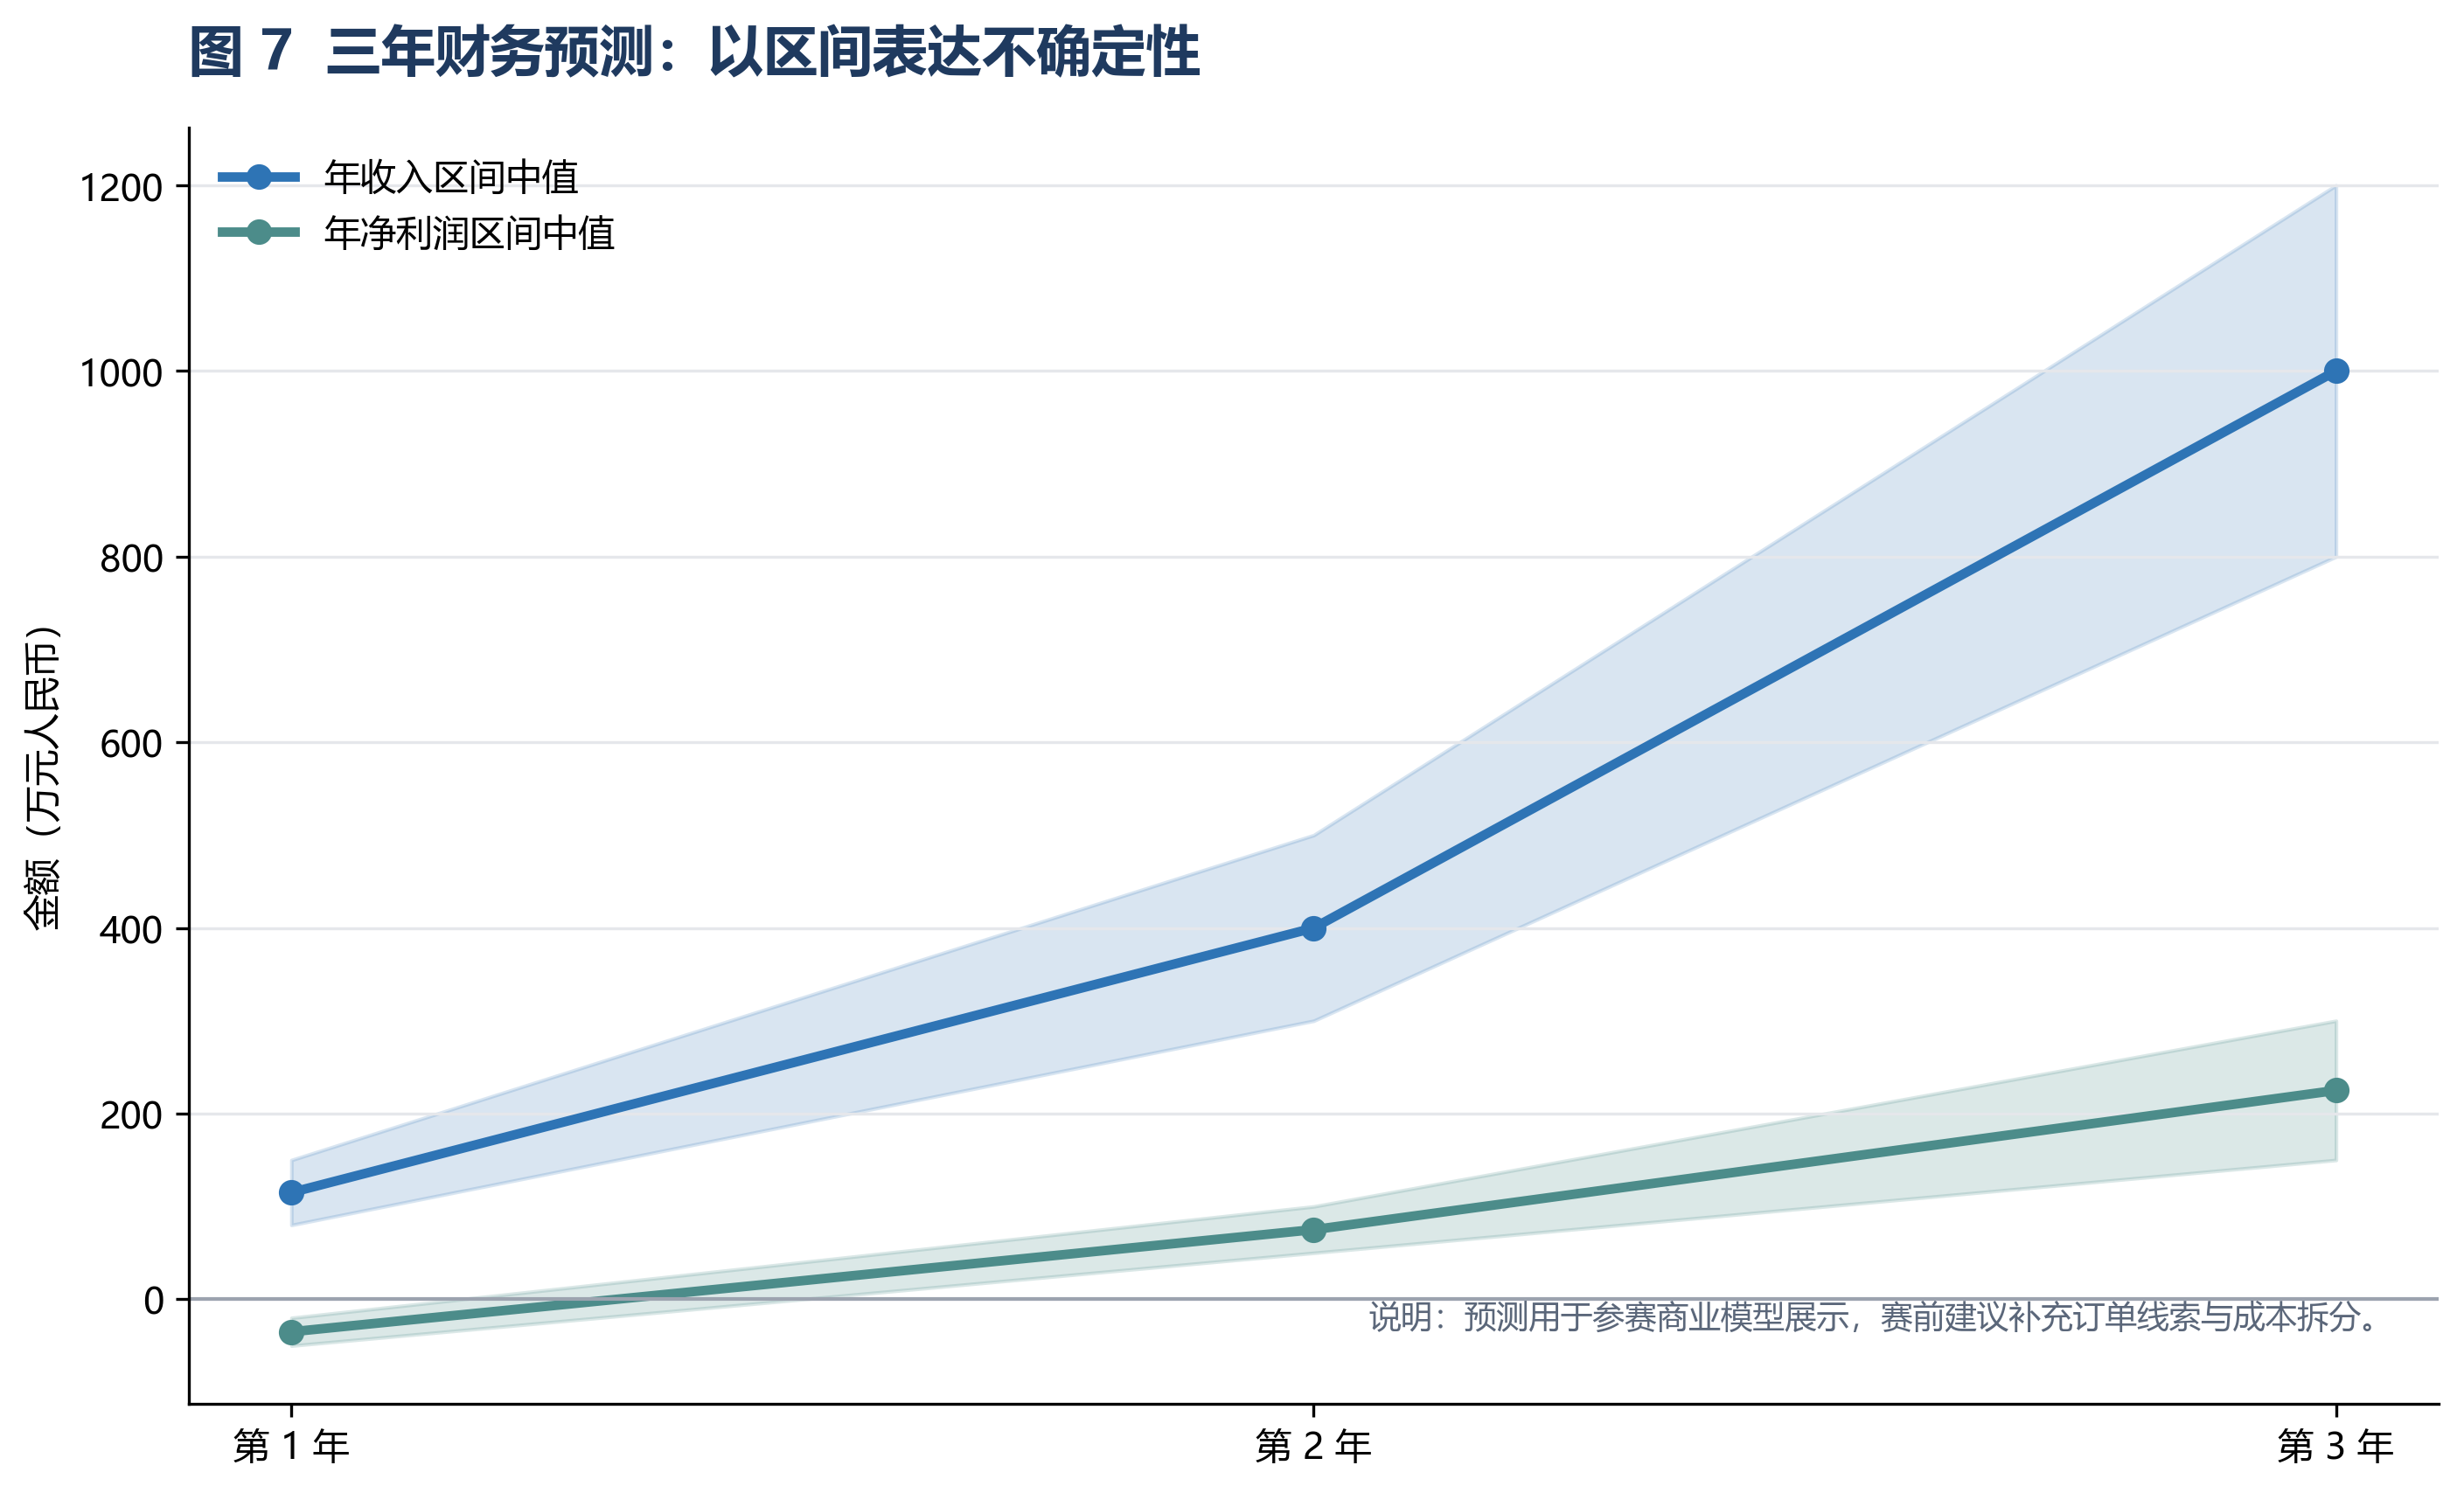 图 7 三年财务预测：以区间表达不确定性
年收入区间中值
年净利润区间中值
金额（万元人民币）
1200
1000
800
600
400
200
0
说明：预测用于参赛商业模型展示，赛前建议补充订单线索与成本拆分。
第 1 年
第 2 年
第 3 年